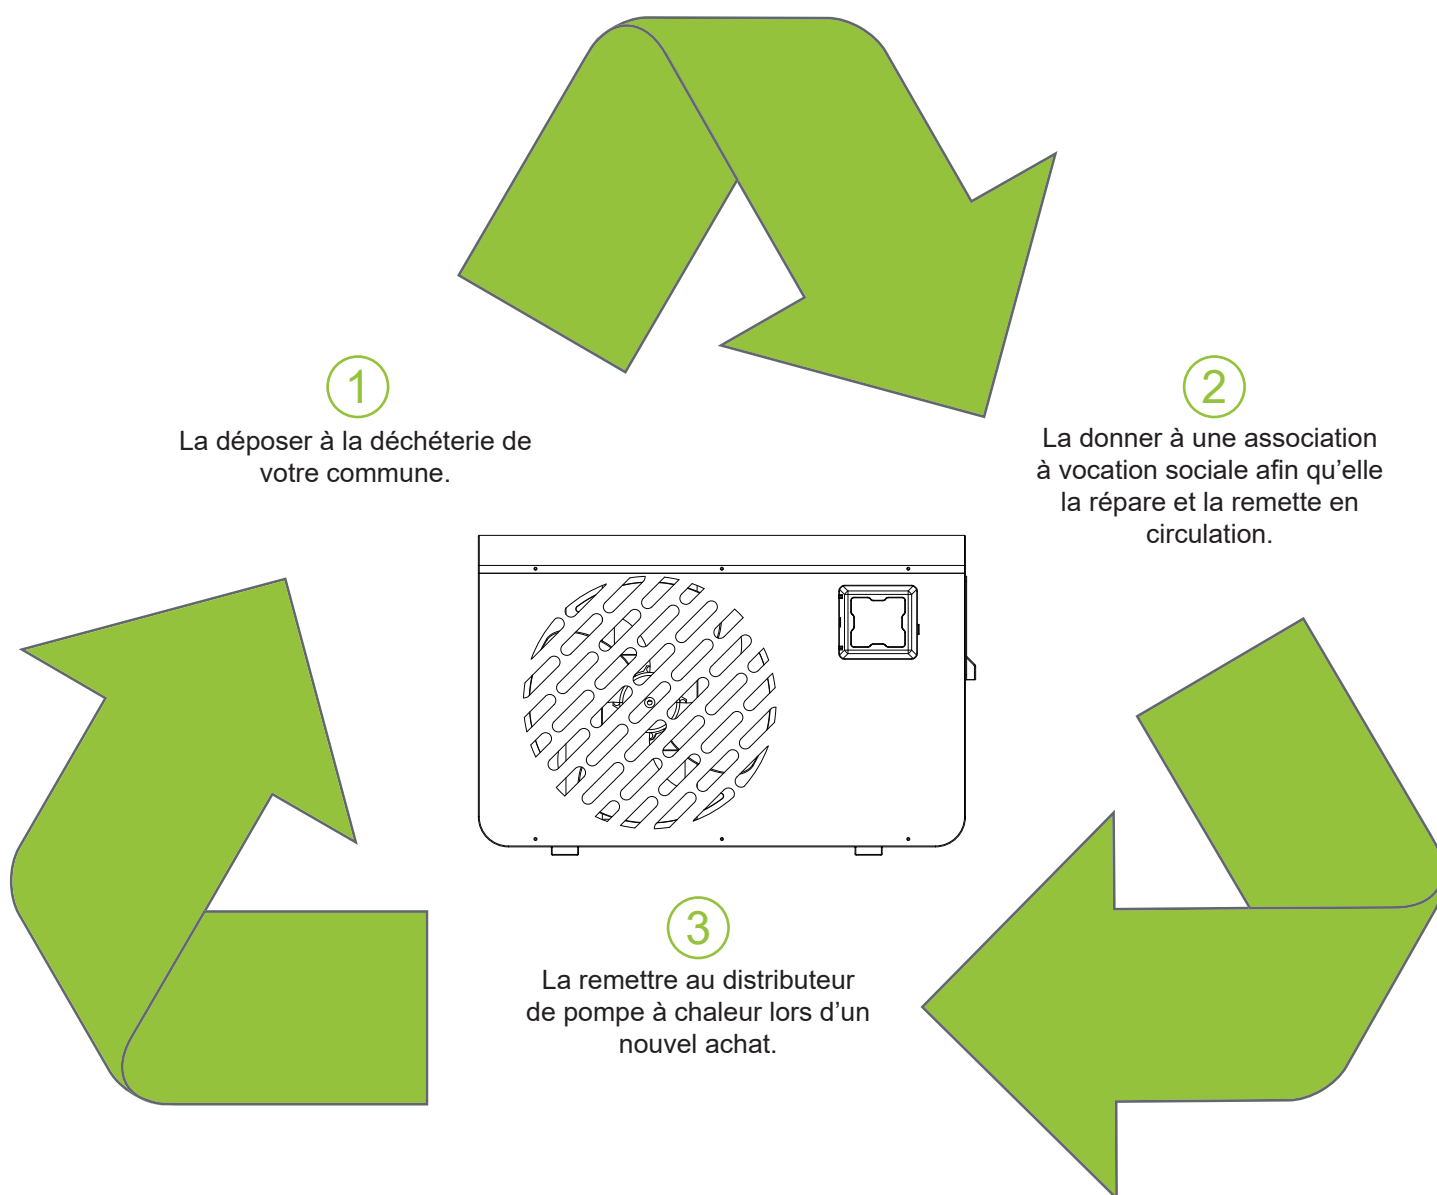 1
La déposer à la déchéterie de
votre commune.
2
La donner à une association
à vocation sociale afin qu’elle
la répare et la remette en
circulation.
3
La remettre au distributeur
de pompe à chaleur lors d’un
nouvel achat.